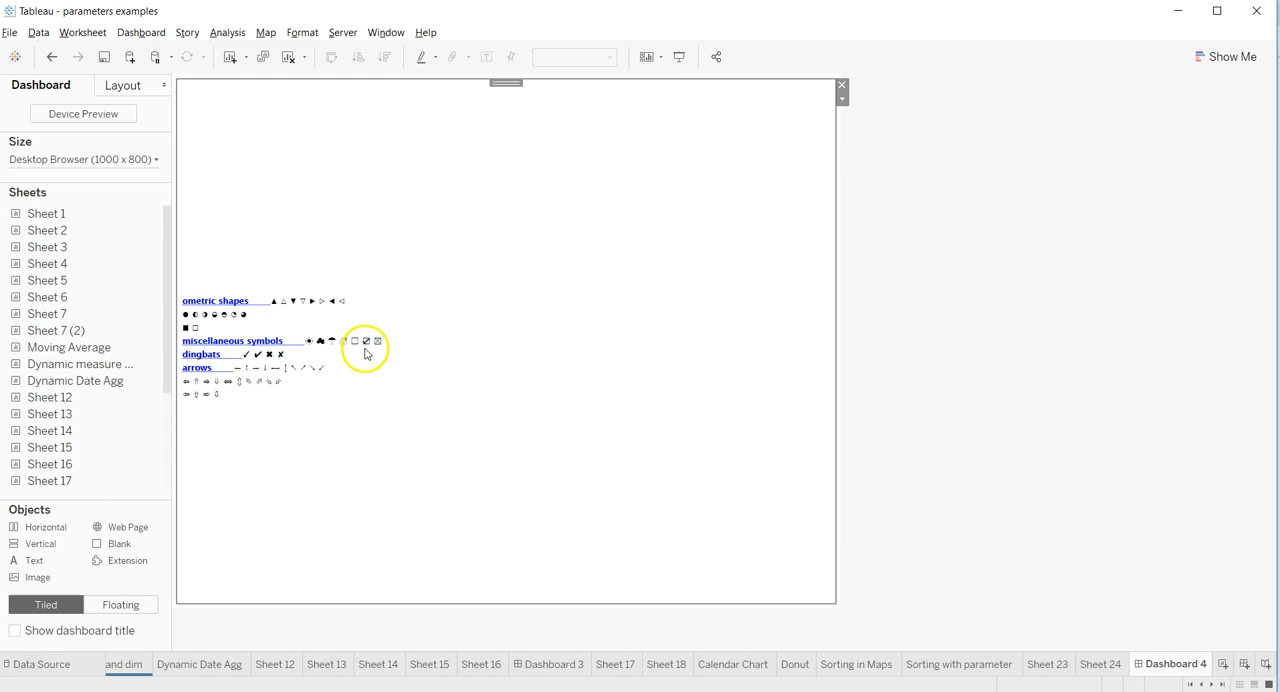 Tableau - parameters examples
File Data Worksheet Dashboard Story Analysis Map Format Server Window Help
Show Me
Dashboard Layout
Device Preview
Size
Desktop Browser (1000 x 800)
Sheets
Sheet 1
Sheet 2
Sheet 3
Sheet 4
Sheet 5
Sheet 6
Sheet 7
Sheet 7 (2)
Moving Average
Dynamic measure ...
Dynamic Date Agg
Sheet 12
Sheet 13
Sheet 14
Sheet 15
Sheet 16
Sheet 17
Objects
Horizontal Web Page
Vertical Blank
Text Extension
Image
Tiled Floating
Show dashboard title
ometric shapes ▲ △ ▼ ▽ ▶ ▷ ◀ ◁
● ◐ ◑ ◒ ◓ ◔ ◕
■ □
miscellaneous symbols ☀ ☁ ☂ ☐ ☑ ☒
dingbats ✓ ✔ ✖ ✘
arrows ← ↑ → ↓ ↔ ↕ ↖ ↗ ↘ ↙
⇐ ⇑ ⇒ ⇓ ⇔ ⇕ ⇖ ⇗ ⇘ ⇙
⇦ ⇧ ⇨ ⇩
Data Source and dim Dynamic Date Agg Sheet 12 Sheet 13 Sheet 14 Sheet 15 Sheet 16 Dashboard 3 Sheet 17 Sheet 18 Calendar Chart Donut Sorting in Maps Sorting with parameter Sheet 23 Sheet 24 Dashboard 4